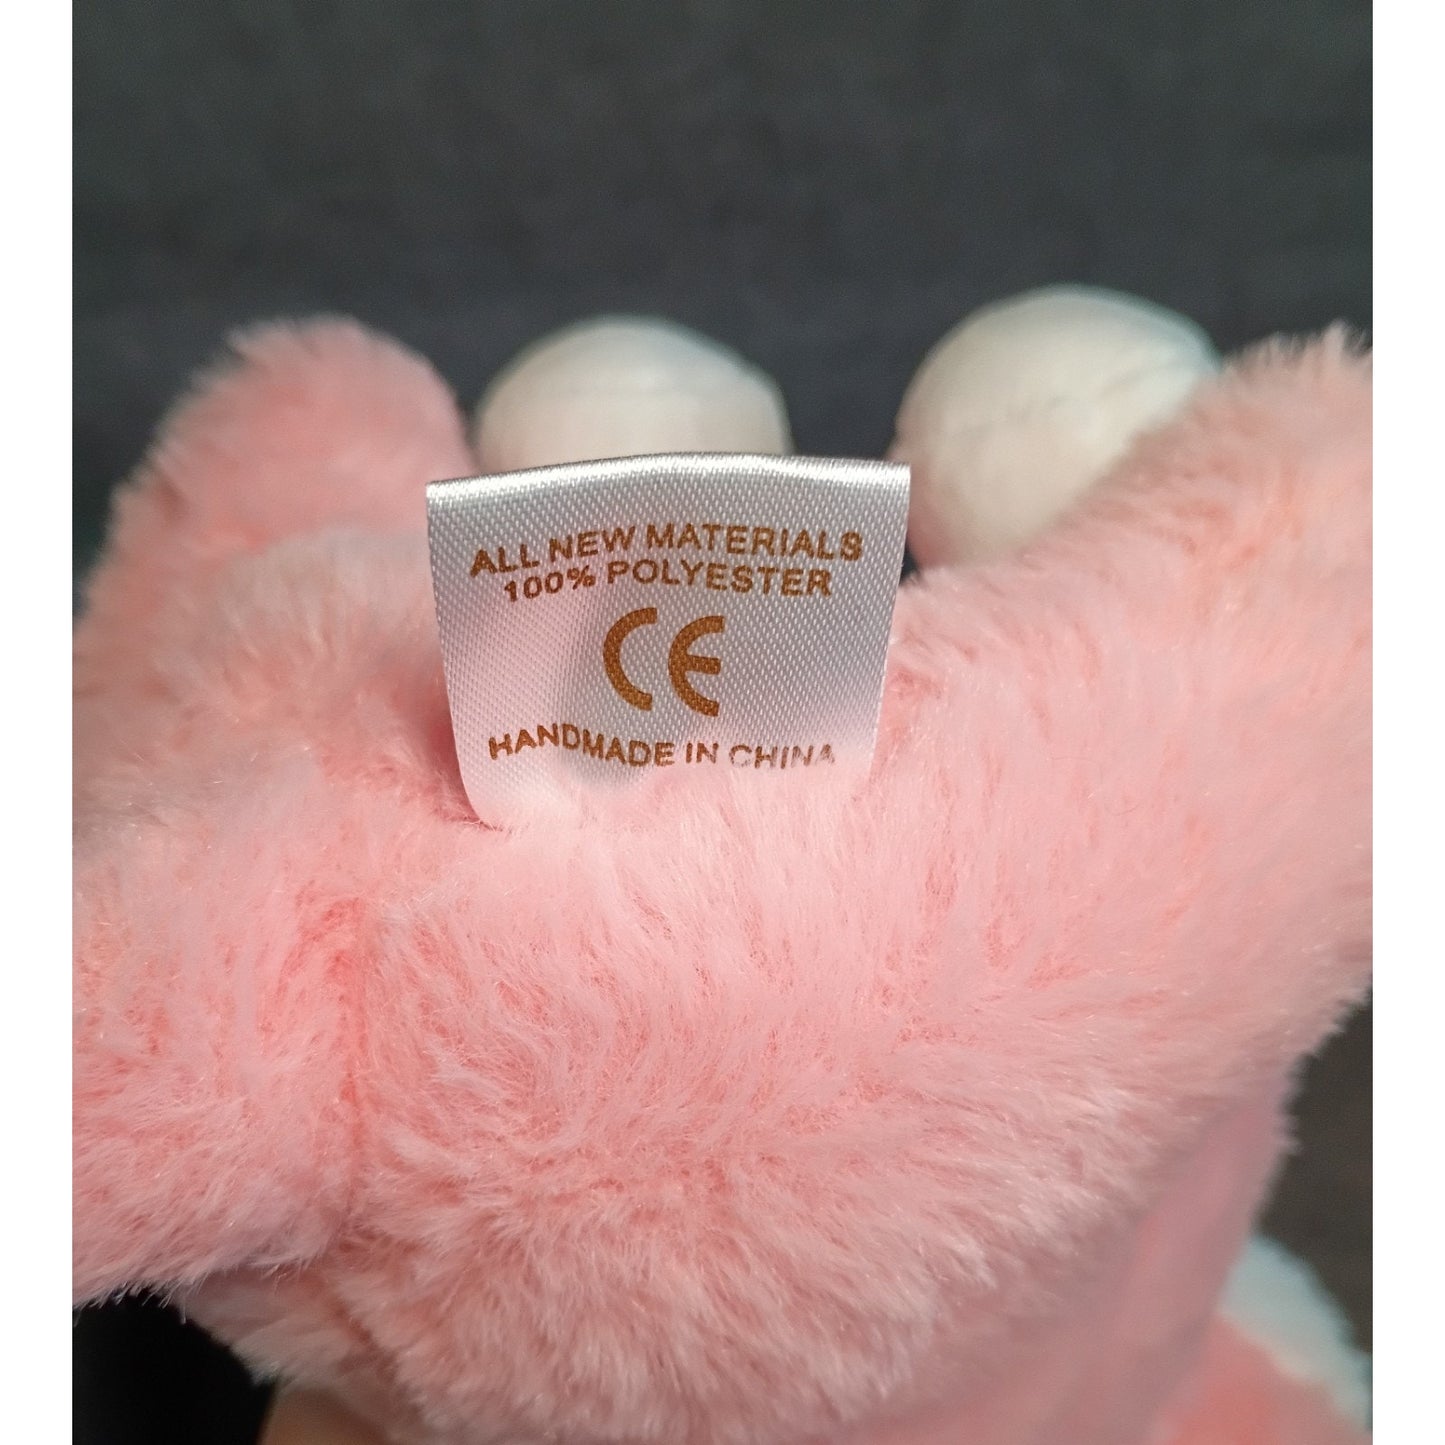 ALL NEW MATERIALS
100% POLYESTER
CE
HANDMADE IN CHINA